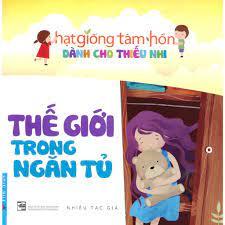 hạt giống tâm hồn
DÀNH CHO THIẾU NHI
THẾ GIỚI
TRONG
NGĂN TỦ
NHIỀU TÁC GIẢ